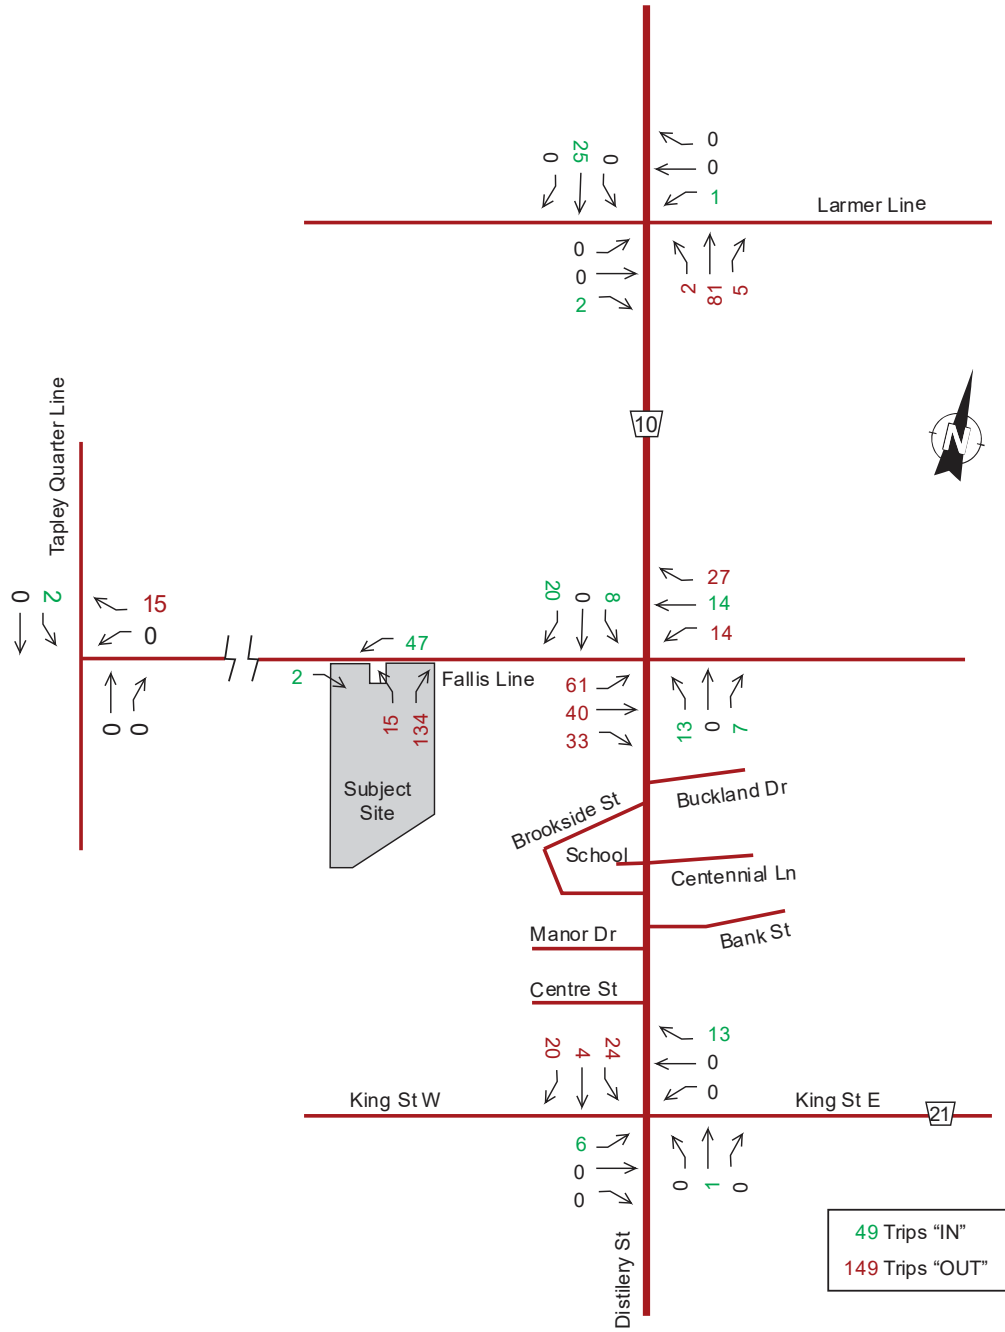 0
25
0
0
0
1
Larmer Line
0
0
2
2
81
5
Tapley Quarter Line
10
N
0
2
15
0
0
0
20
0
8
27
14
14
47
2
Fallis Line
15
134
61
40
33
13
0
7
Subject
Site
Buckland Dr
Brookside St
School
Centennial Ln
Manor Dr
Bank St
Centre St
20
4
24
13
0
0
King St W
King St E
21
6
0
0
0
1
0
Distilery St
49 Trips “IN”
149 Trips “OUT”